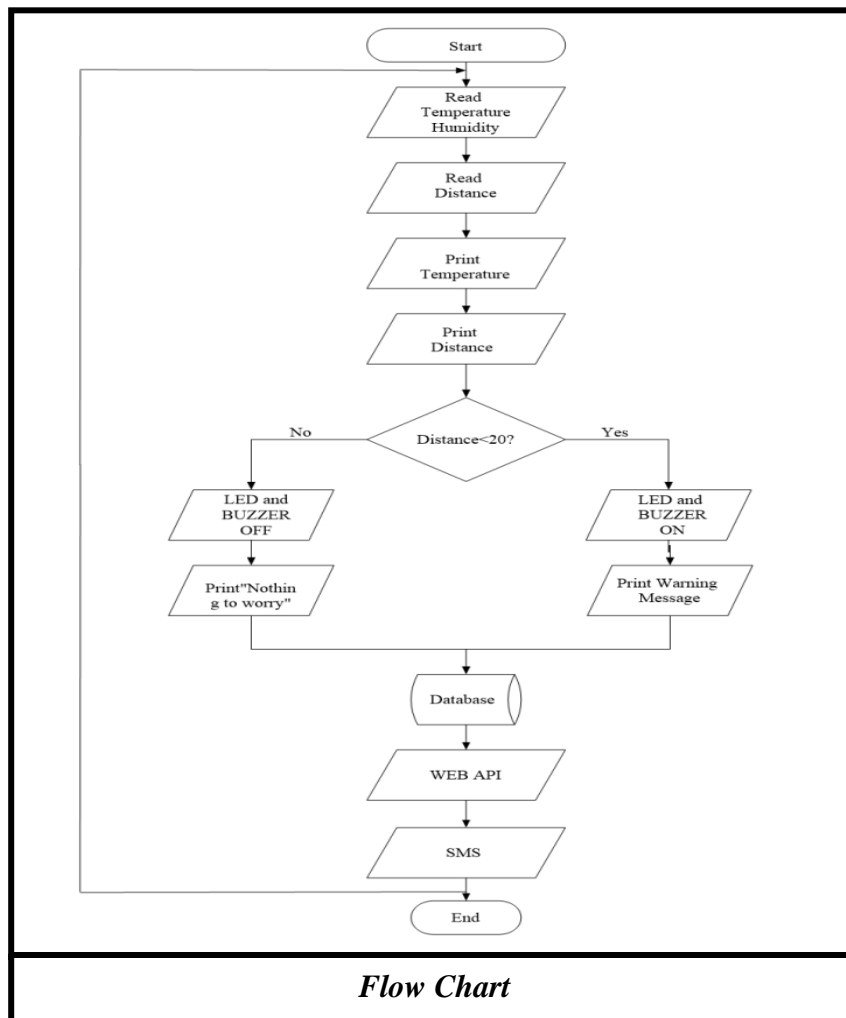 Start
Read
Temperature
Humidity
Read
Distance
Print
Temperature
Print
Distance
Distance<20?
No
Yes
LED and
BUZZER
OFF
LED and
BUZZER
ON
Print"Nothin
g to worry"
Print Warning
Message
Database
WEB API
SMS
End
Flow Chart